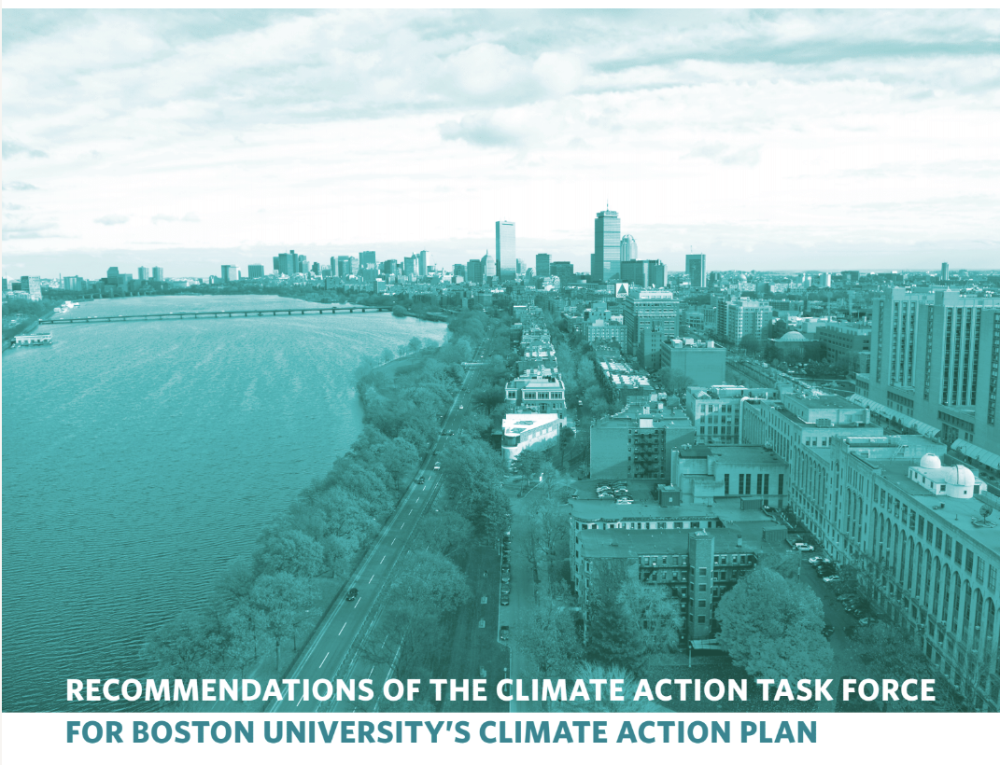 RECOMMENDATIONS OF THE CLIMATE ACTION TASK FORCE
FOR BOSTON UNIVERSITY'S CLIMATE ACTION PLAN